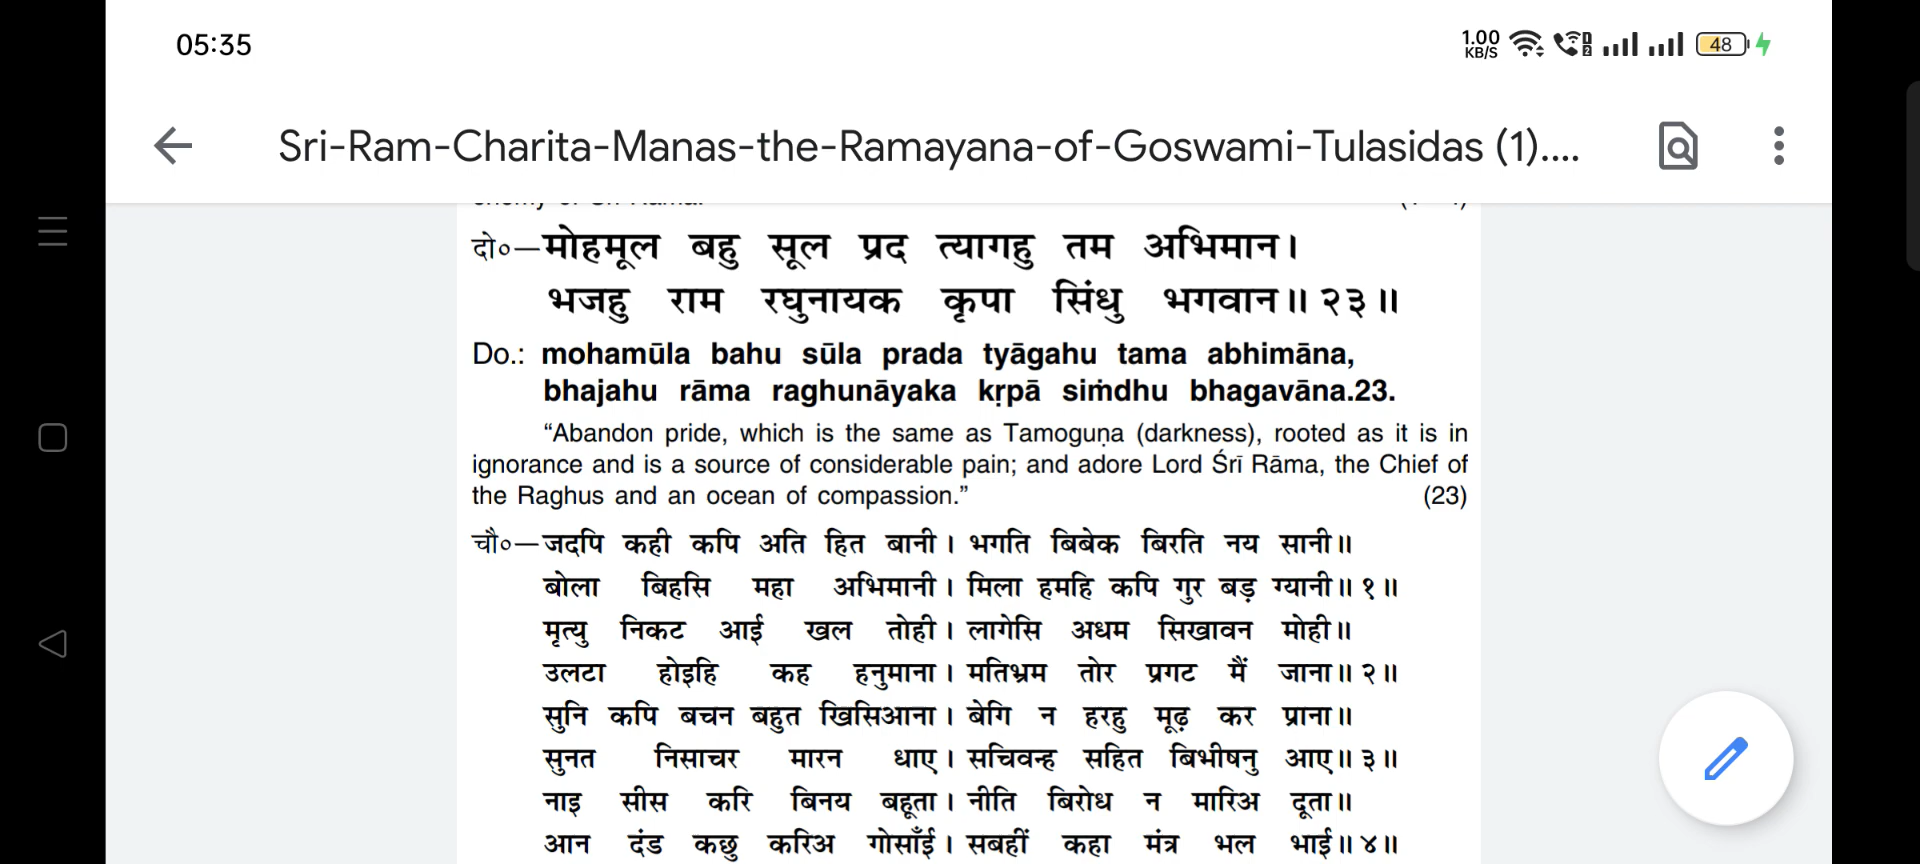 05:35
1.00 KB/S 48
Sri-Ram-Charita-Manas-the-Ramayana-of-Goswami-Tulasidas (1)....
दो०—मोहमूल बहु सूल प्रद त्यागहु तम अभिमान।
भजहु राम रघुनायक कृपा सिंधु भगवान॥ २३॥
Do.: mohamūla bahu sūla prada tyāgahu tama abhimāna,
bhajahu rāma raghunāyaka kṛpā siṁdhu bhagavāna.23.
“Abandon pride, which is the same as Tamoguṇa (darkness), rooted as it is in
ignorance and is a source of considerable pain; and adore Lord Śrī Rāma, the Chief of
the Raghus and an ocean of compassion.” (23)
चौ०—जदपि कही कपि अति हित बानी। भगति बिबेक बिरति नय सानी॥
बोला बिहसि महा अभिमानी। मिला हमहि कपि गुर बड़ ग्यानी॥ १॥
मृत्यु निकट आई खल तोही। लागेसि अधम सिखावन मोही॥
उलटा होइहि कह हनुमाना। मतिभ्रम तोर प्रगट मैं जाना॥ २॥
सुनि कपि बचन बहुत खिसिआना। बेगि न हरहु मूढ़ कर प्राना॥
सुनत निसाचर मारन धाए। सचिवन्ह सहित बिभीषनु आए॥ ३॥
नाइ सीस करि बिनय बहूता। नीति बिरोध न मारिअ दूता॥
आन दंड कछु करिअ गोसाँई। सबहीं कहा मंत्र भल भाई॥ ४॥